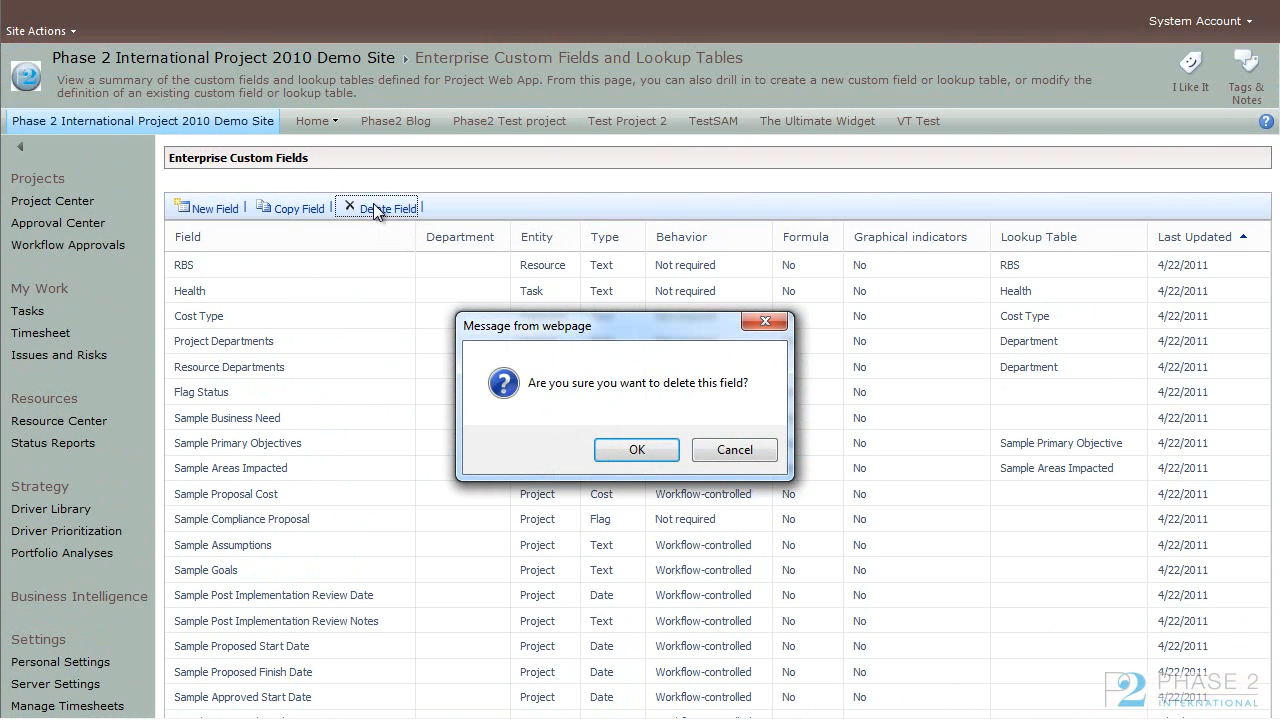 Site Actions
System Account
Phase 2 International Project 2010 Demo Site Enterprise Custom Fields and Lookup Tables
View a summary of the custom fields and lookup tables defined for Project Web App. From this page, you can also drill in to create a new custom field or lookup table, or modify the
definition of an existing custom field or lookup table.
I Like It
Tags &
Notes
Phase 2 International Project 2010 Demo Site Home Phase2 Blog Phase2 Test project Test Project 2 TestSAM The Ultimate Widget VT Test
Projects
Project Center
Approval Center
Workflow Approvals
My Work
Tasks
Timesheet
Issues and Risks
Resources
Resource Center
Status Reports
Strategy
Driver Library
Driver Prioritization
Portfolio Analyses
Business Intelligence
Settings
Personal Settings
Server Settings
Manage Timesheets
Enterprise Custom Fields
New Field | Copy Field | Delete Field |
Field Department Entity Type Behavior Formula Graphical indicators Lookup Table Last Updated
RBS Resource Text Not required No No RBS 4/22/2011
Health Task Text Not required No No Health 4/22/2011
Cost Type No Cost Type 4/22/2011
Project Departments No Department 4/22/2011
Resource Departments No Department 4/22/2011
Flag Status No 4/22/2011
Sample Business Need No 4/22/2011
Sample Primary Objectives No Sample Primary Objective 4/22/2011
Sample Areas Impacted No Sample Areas Impacted 4/22/2011
Sample Proposal Cost Project Cost Workflow-controlled No No 4/22/2011
Sample Compliance Proposal Project Flag Not required No No 4/22/2011
Sample Assumptions Project Text Workflow-controlled No No 4/22/2011
Sample Goals Project Text Workflow-controlled No No 4/22/2011
Sample Post Implementation Review Date Project Date Workflow-controlled No No 4/22/2011
Sample Post Implementation Review Notes Project Text Workflow-controlled No No 4/22/2011
Sample Proposed Start Date Project Date Workflow-controlled No No 4/22/2011
Sample Proposed Finish Date Project Date Workflow-controlled No No 4/22/2011
Sample Approved Start Date Project Date Workflow-controlled No No 4/22/2011
Message from webpage
Are you sure you want to delete this field?
OK Cancel
P2 PHASE 2
INTERNATIONAL